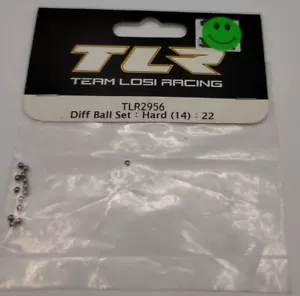 TLR
TEAM LOSI RACING
TLR2956
Diff Ball Set : Hard (14) : 22